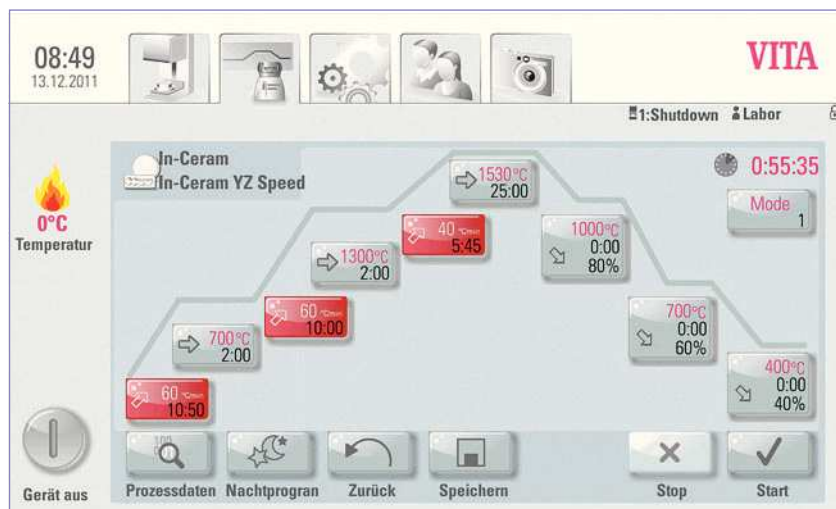 08:49
13.12.2011
VITA
1:Shutdown Labor
0°C
Temperatur
In-Ceram
In-Ceram YZ Speed
0:55:35
Mode
1
1530°C
25:00
40 °C/min
5:45
1000°C
0:00
80%
1300°C
2:00
60 °C/min
10:00
700°C
2:00
700°C
0:00
60%
60 °C/min
10:50
400°C
0:00
40%
Gerät aus
Prozessdaten
Nachtprogran
Zurück
Speichern
Stop
Start